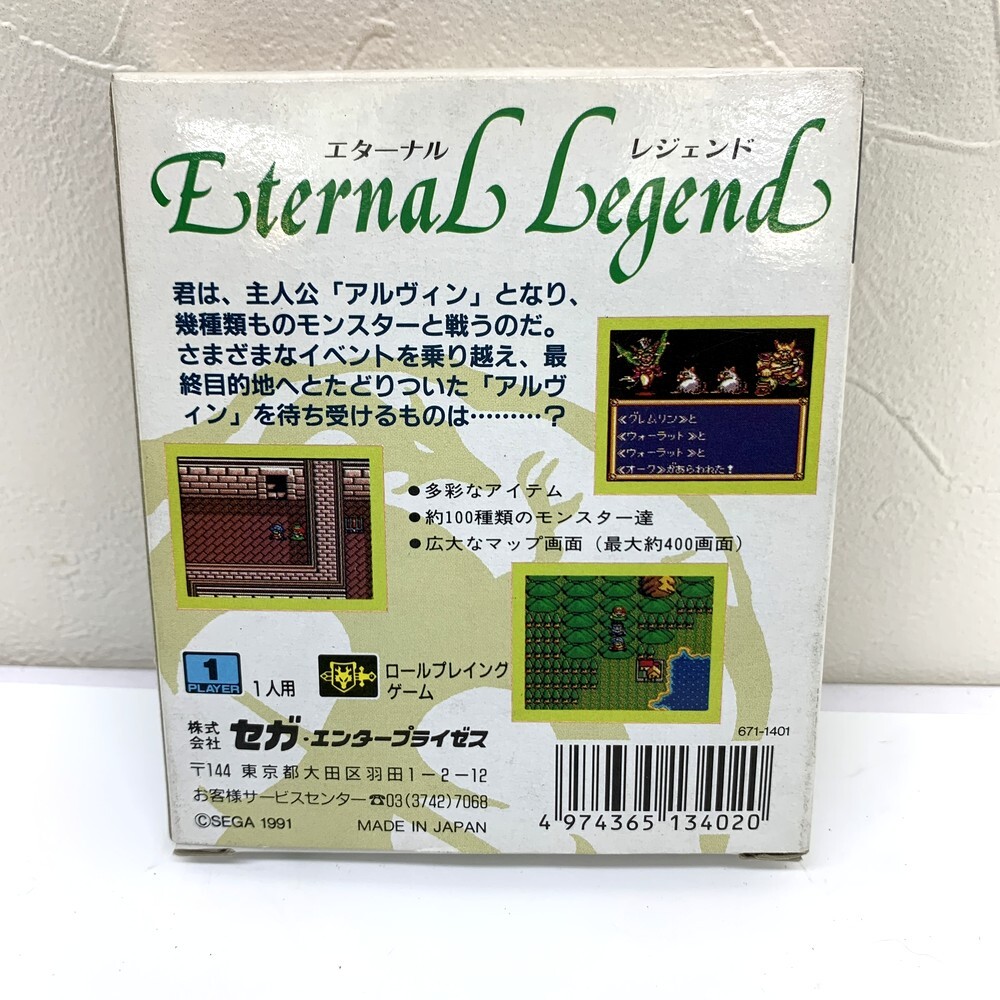 エターナル レジェンド
Eternal Legend
君は、主人公「アルヴィン」となり、
幾種類ものモンスターと戦うのだ。
さまざまなイベントを乗り越え、最
終目的地へとたどりついた「アルヴ
ィン」を待ち受けるものは………？
≪グレムリン≫と
≪ウォーラット≫と
≪ウォーラット≫と
≪オーク≫があらわれた！
●多彩なアイテム
●約100種類のモンスター達
●広大なマップ画面（最大約400画面）
1
PLAYER
1人用
ロールプレイング
ゲーム
株式会社 セガ・エンタープライゼス
〒144 東京都大田区羽田1-2-12
お客様サービスセンター☎03(3742)7068
©SEGA 1991 MADE IN JAPAN
671-1401
4 974365 134020